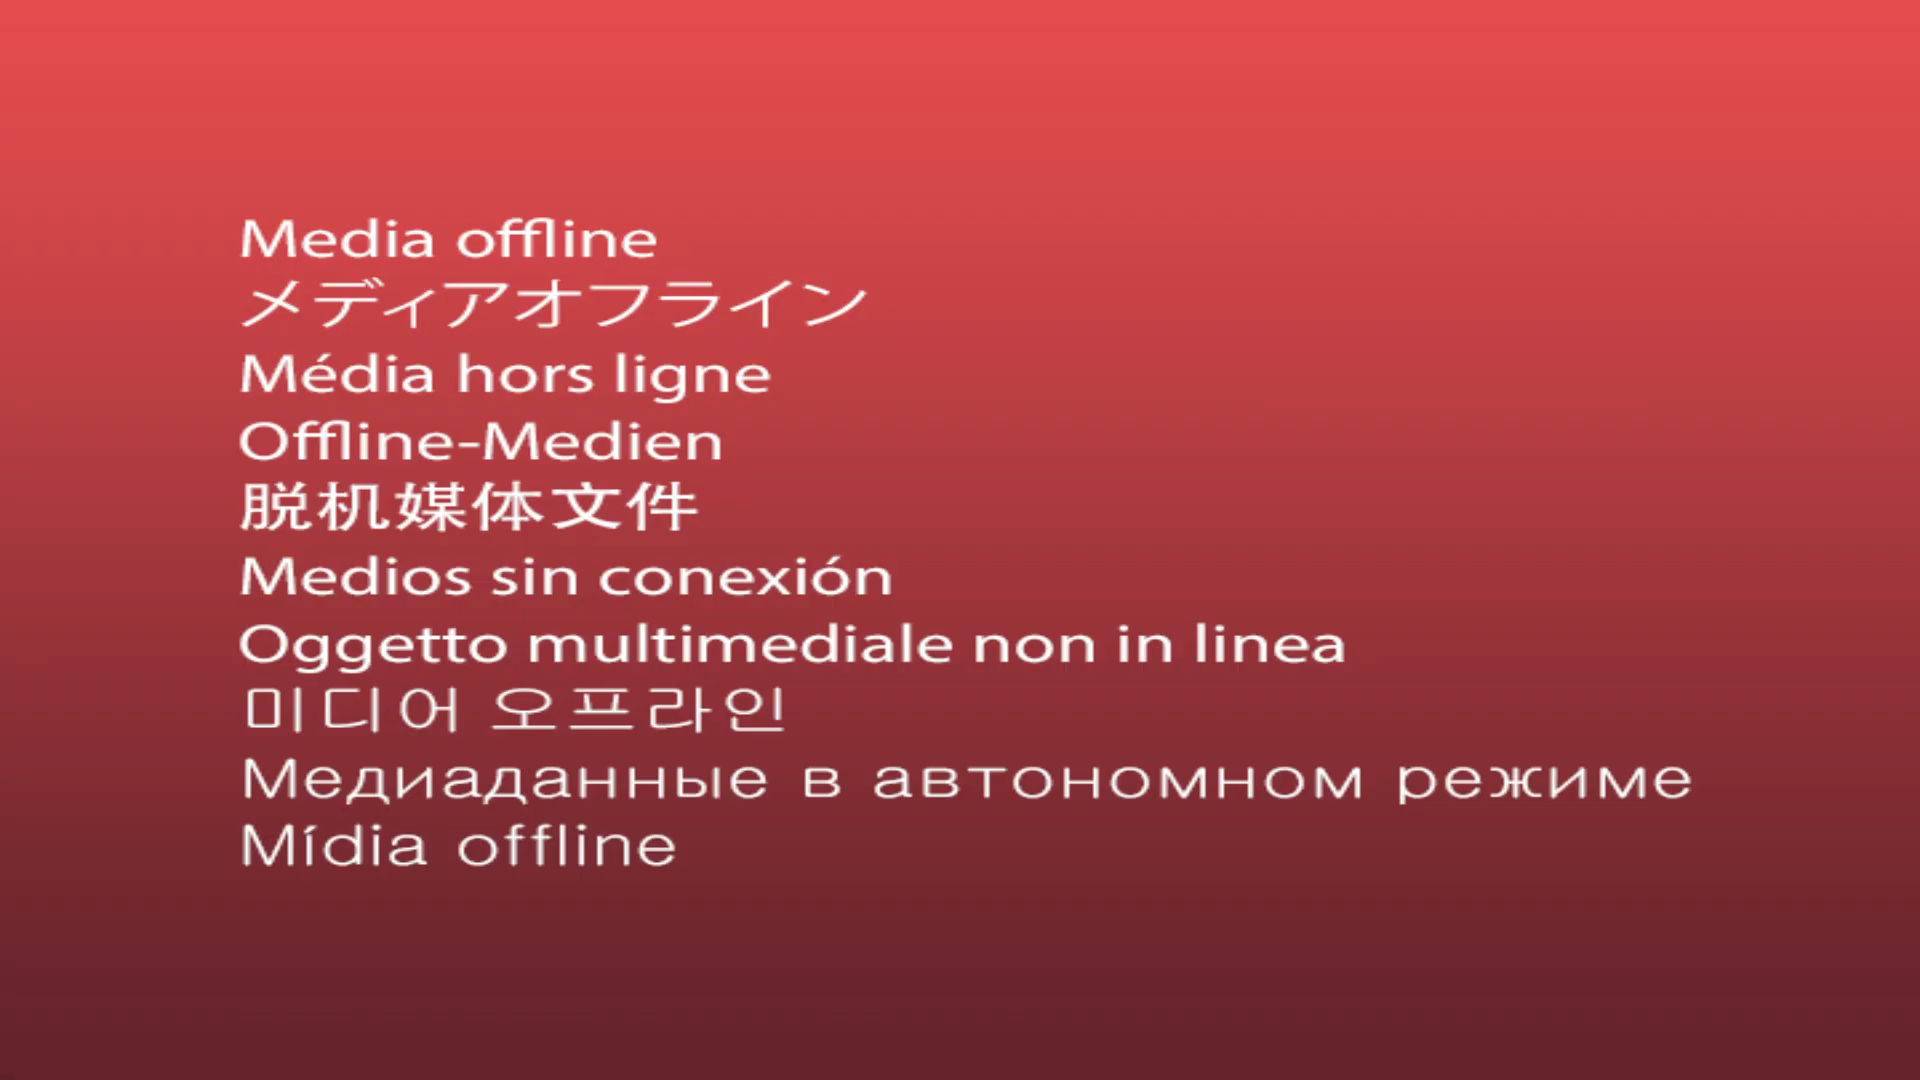 Media offline
メディアオフライン
Média hors ligne
Offline-Medien
脱机媒体文件
Medios sin conexión
Oggetto multimediale non in linea
미디어 오프라인
Медиаданные в автономном режиме
Mídia offline